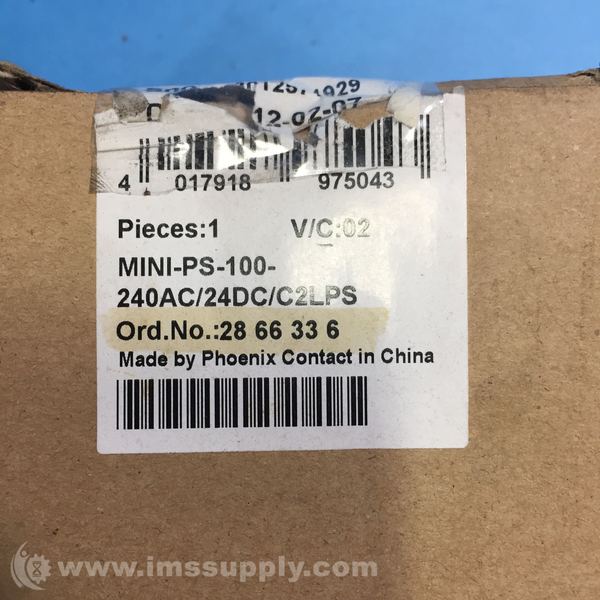 1929
12-02-07
4 017918 975043
Pieces:1 V/C:02
MINI-PS-100-
240AC/24DC/C2LPS
Ord.No.:28 66 33 6
Made by Phoenix Contact in China
www.imssupply.com